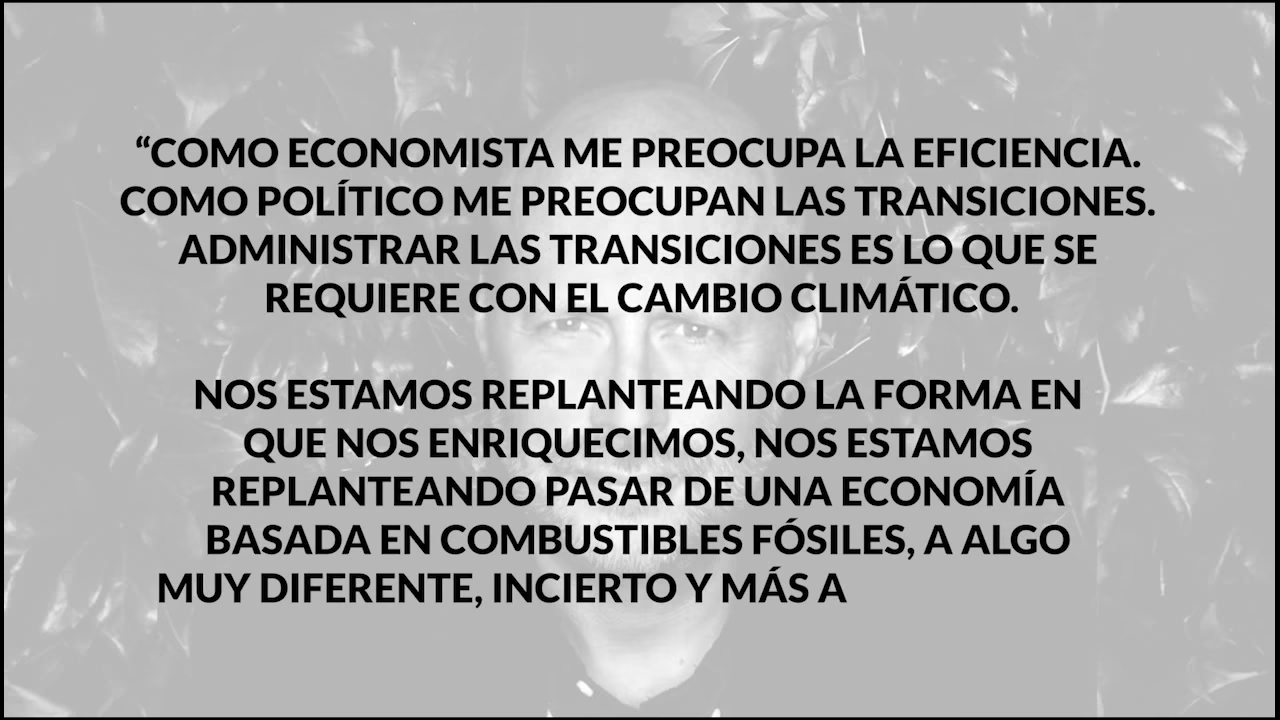 “COMO ECONOMISTA ME PREOCUPA LA EFICIENCIA.
COMO POLÍTICO ME PREOCUPAN LAS TRANSICIONES.
ADMINISTRAR LAS TRANSICIONES ES LO QUE SE
REQUIERE CON EL CAMBIO CLIMÁTICO.
NOS ESTAMOS REPLANTEANDO LA FORMA EN
QUE NOS ENRIQUECIMOS, NOS ESTAMOS
REPLANTEANDO PASAR DE UNA ECONOMÍA
BASADA EN COMBUSTIBLES FÓSILES, A ALGO
MUY DIFERENTE, INCIERTO Y MÁS A